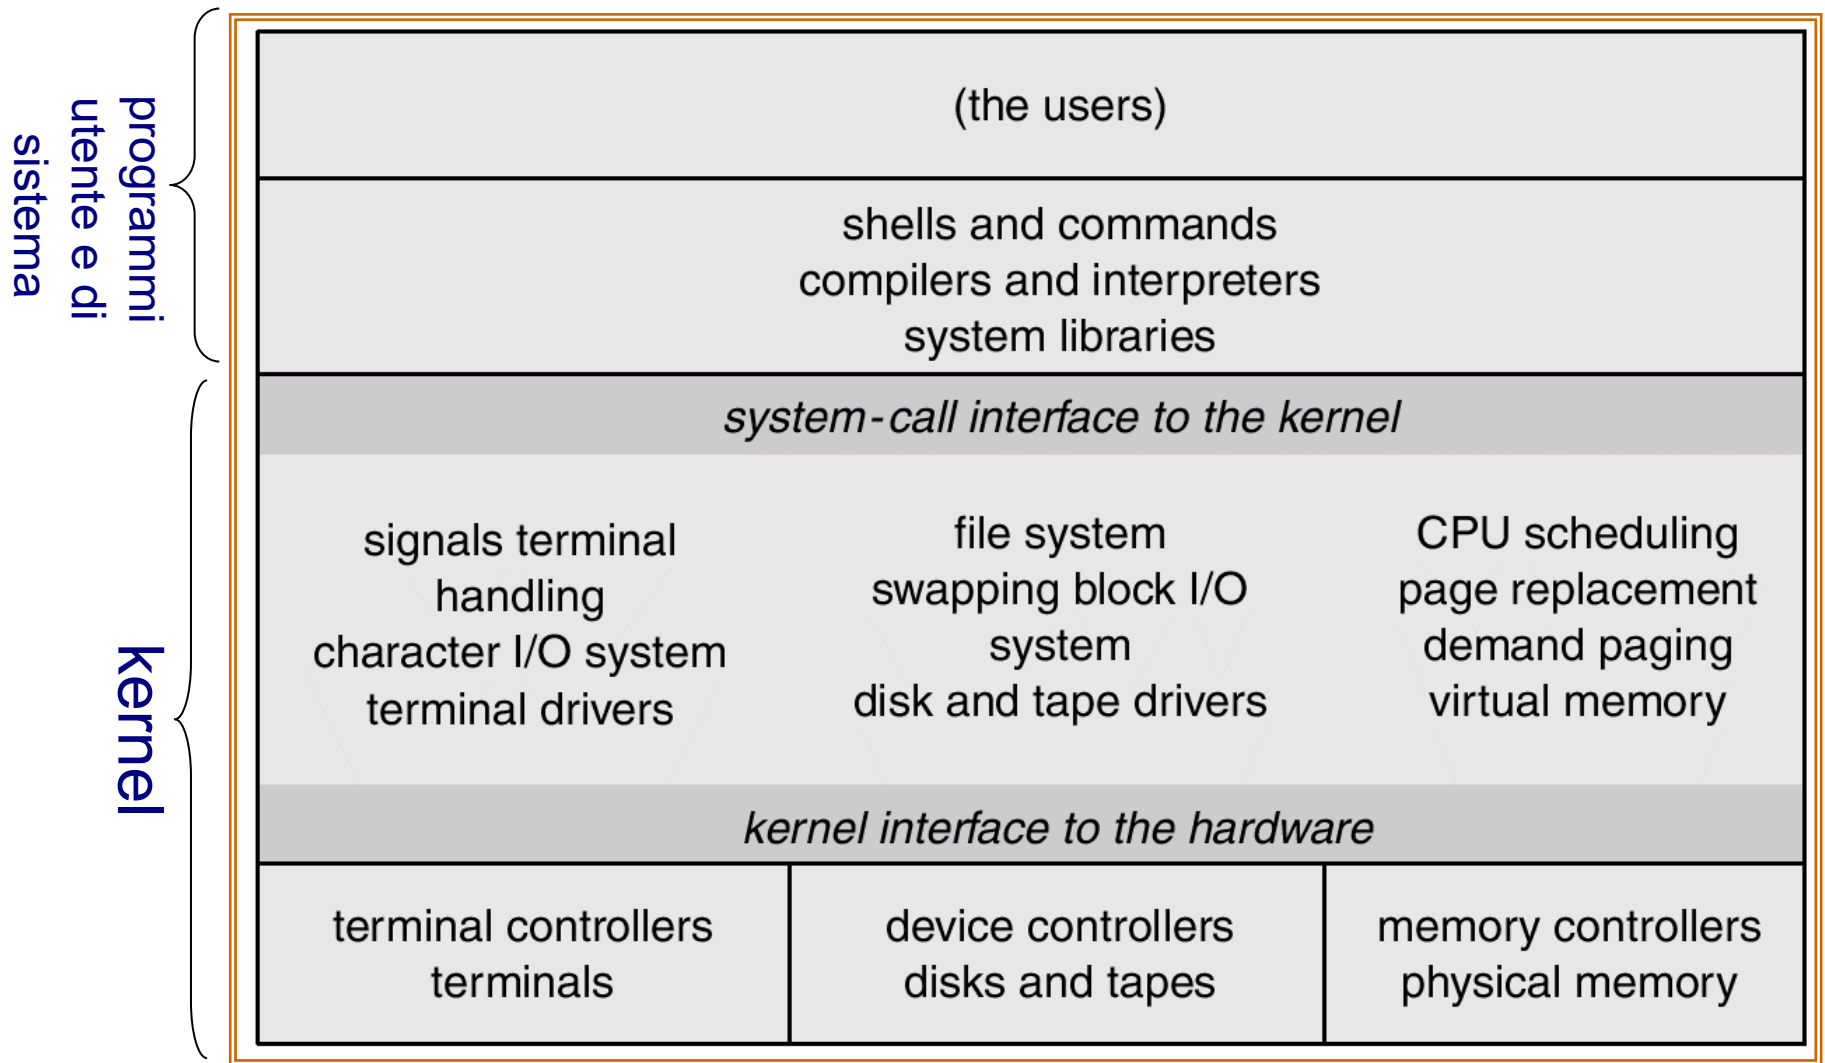 programmi
utente e di
sistema
(the users)
shells and commands
compilers and interpreters
system libraries
kernel
system-call interface to the kernel
signals terminal
handling
character I/O system
terminal drivers
file system
swapping block I/O
system
disk and tape drivers
CPU scheduling
page replacement
demand paging
virtual memory
kernel interface to the hardware
terminal controllers
terminals
device controllers
disks and tapes
memory controllers
physical memory